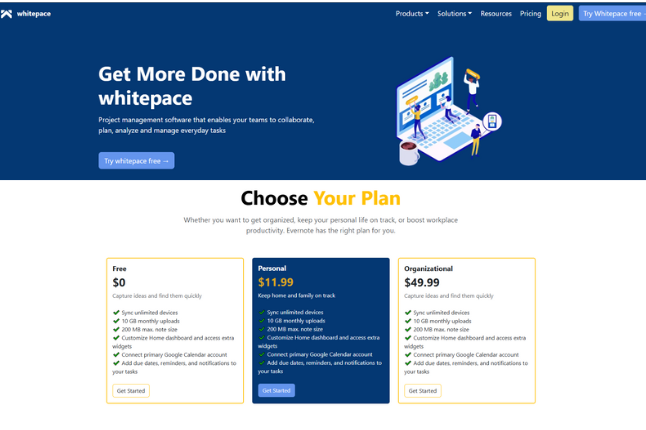 whitepace
Products Solutions Resources Pricing Login Try Whitepace free
Get More Done with
whitepace
Project management software that enables your teams to collaborate,
plan, analyze and manage everyday tasks
Try whitepace free →
Choose Your Plan
Whether you want to get organized, keep your personal life on track, or boost workplace
productivity. Evernote has the right plan for you.
Free
$0
Capture ideas and find them quickly
✔ Sync unlimited devices
✔ 10 GB monthly uploads
✔ 200 MB max. note size
✔ Customize Home dashboard and access extra
widgets
✔ Connect primary Google Calendar account
✔ Add due dates, reminders, and notifications to
your tasks
Get Started
Personal
$11.99
Keep home and family on track
✔ Sync unlimited devices
✔ 10 GB monthly uploads
✔ 200 MB max. note size
✔ Customize Home dashboard and access extra
widgets
✔ Connect primary Google Calendar account
✔ Add due dates, reminders, and notifications to
your tasks
Get Started
Organizational
$49.99
Capture ideas and find them quickly
✔ Sync unlimited devices
✔ 10 GB monthly uploads
✔ 200 MB max. note size
✔ Customize Home dashboard and access extra
widgets
✔ Connect primary Google Calendar account
✔ Add due dates, reminders, and notifications to
your tasks
Get Started